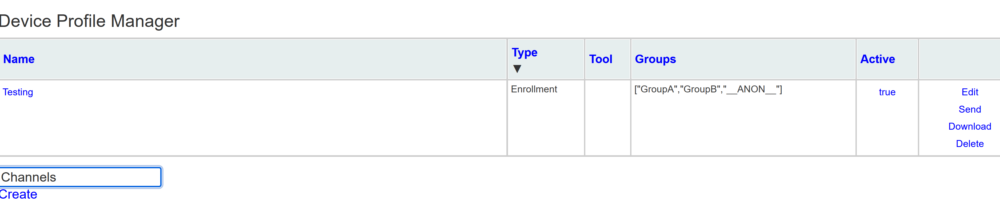 Device Profile Manager
Name Type ▼ Tool Groups Active
Testing Enrollment ["GroupA","GroupB","__ANON__"] true Edit
Send
Download
Delete
Channels
Create